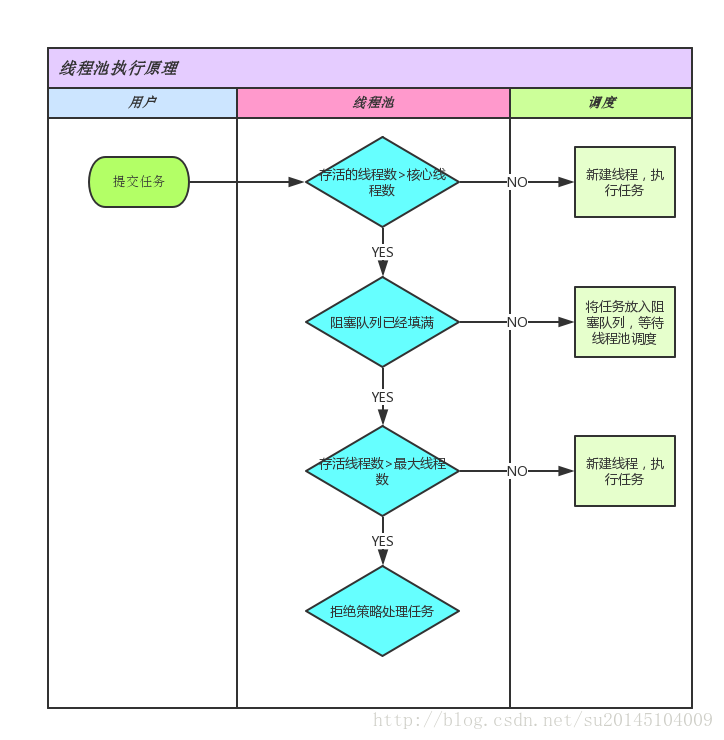 线程池执行原理
用户
线程池
调度
提交任务
存活的线程数>核心线
程数
NO
新建线程，执
行任务
YES
阻塞队列已经填满
NO
将任务放入阻
塞队列，等待
线程池调度
YES
存活线程数>最大线程
数
NO
新建线程，执
行任务
YES
拒绝策略处理任务
http://blog.csdn.net/su20145104009